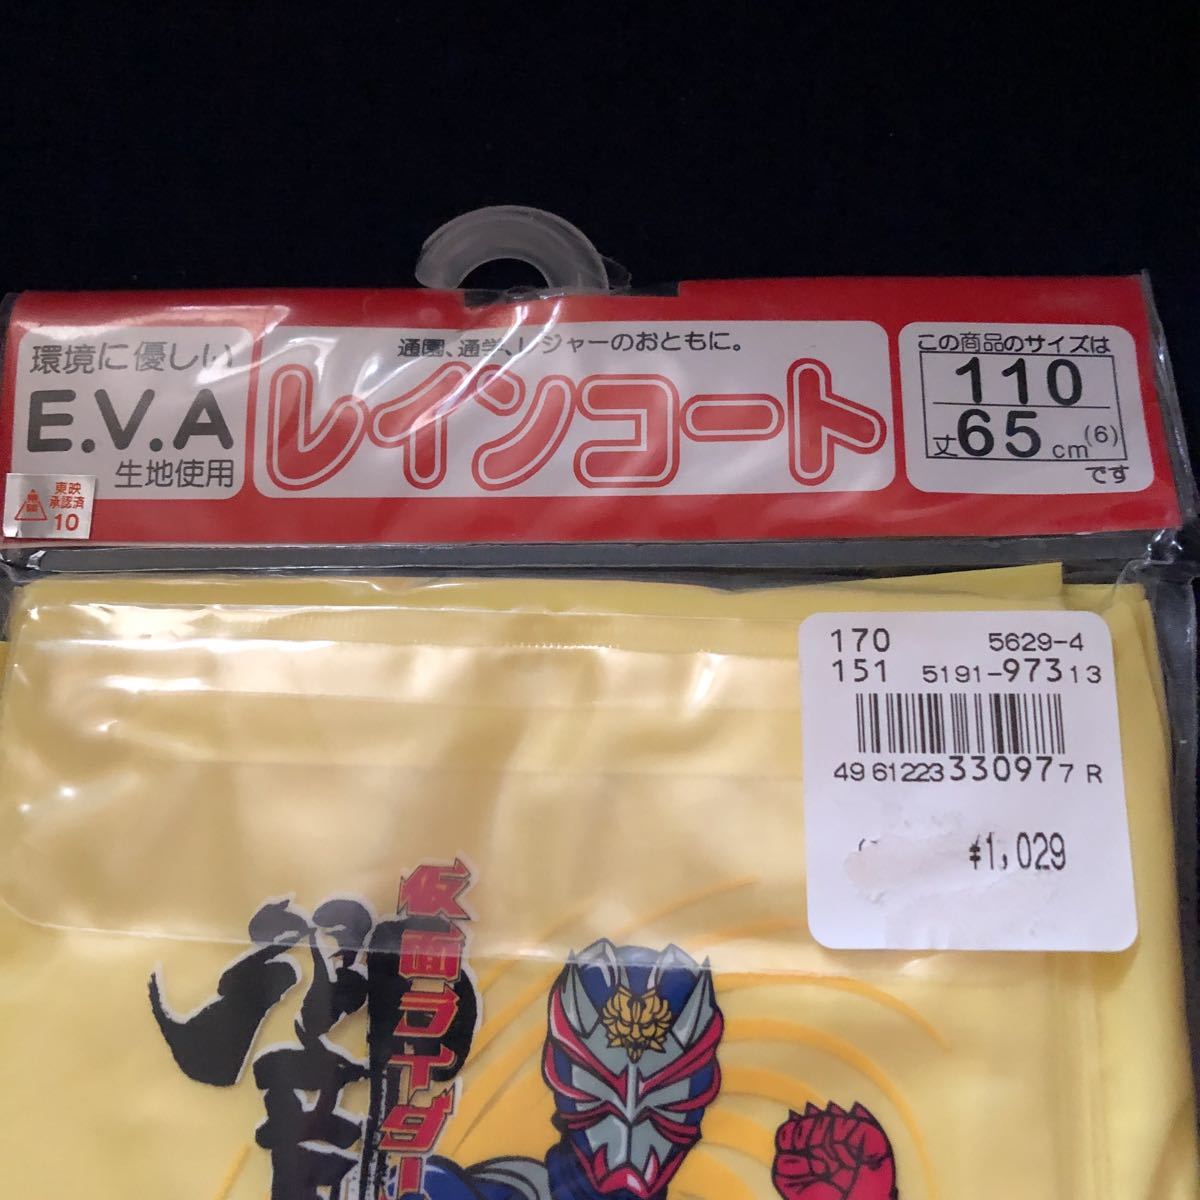 環境に優しい
E.V.A
生地使用
東映
承認済
10
通園、通学、レジャーのおともに。
レインコート
この商品のサイズは
110
丈65cm(6)
です
170 5629-4
151 5191-97313
4961223330977 R
¥1,029
仮面ライダー